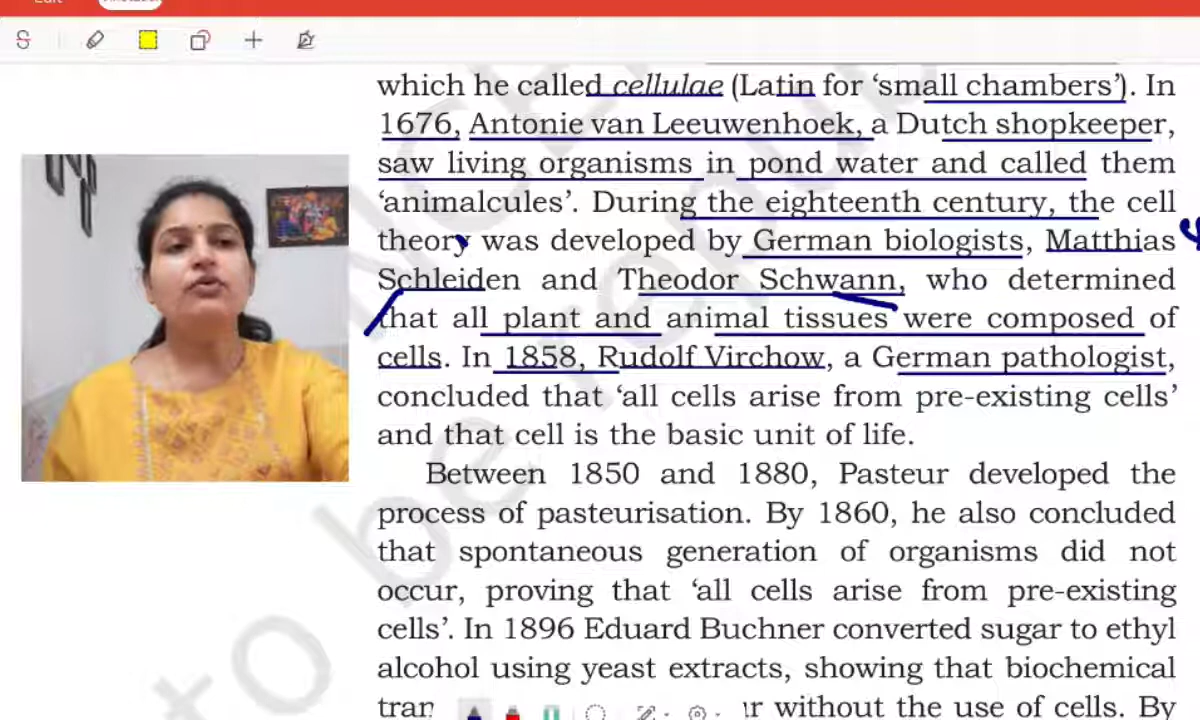 which he called cellulae (Latin for ‘small chambers’). In
1676, Antonie van Leeuwenhoek, a Dutch shopkeeper,
saw living organisms in pond water and called them
‘animalcules’. During the eighteenth century, the cell
theory was developed by German biologists, Matthias
Schleiden and Theodor Schwann, who determined
that all plant and animal tissues were composed of
cells. In 1858, Rudolf Virchow, a German pathologist,
concluded that ‘all cells arise from pre-existing cells’
and that cell is the basic unit of life.
Between 1850 and 1880, Pasteur developed the
process of pasteurisation. By 1860, he also concluded
that spontaneous generation of organisms did not
occur, proving that ‘all cells arise from pre-existing
cells’. In 1896 Eduard Buchner converted sugar to ethyl
alcohol using yeast extracts, showing that biochemical
without the use of cells. By